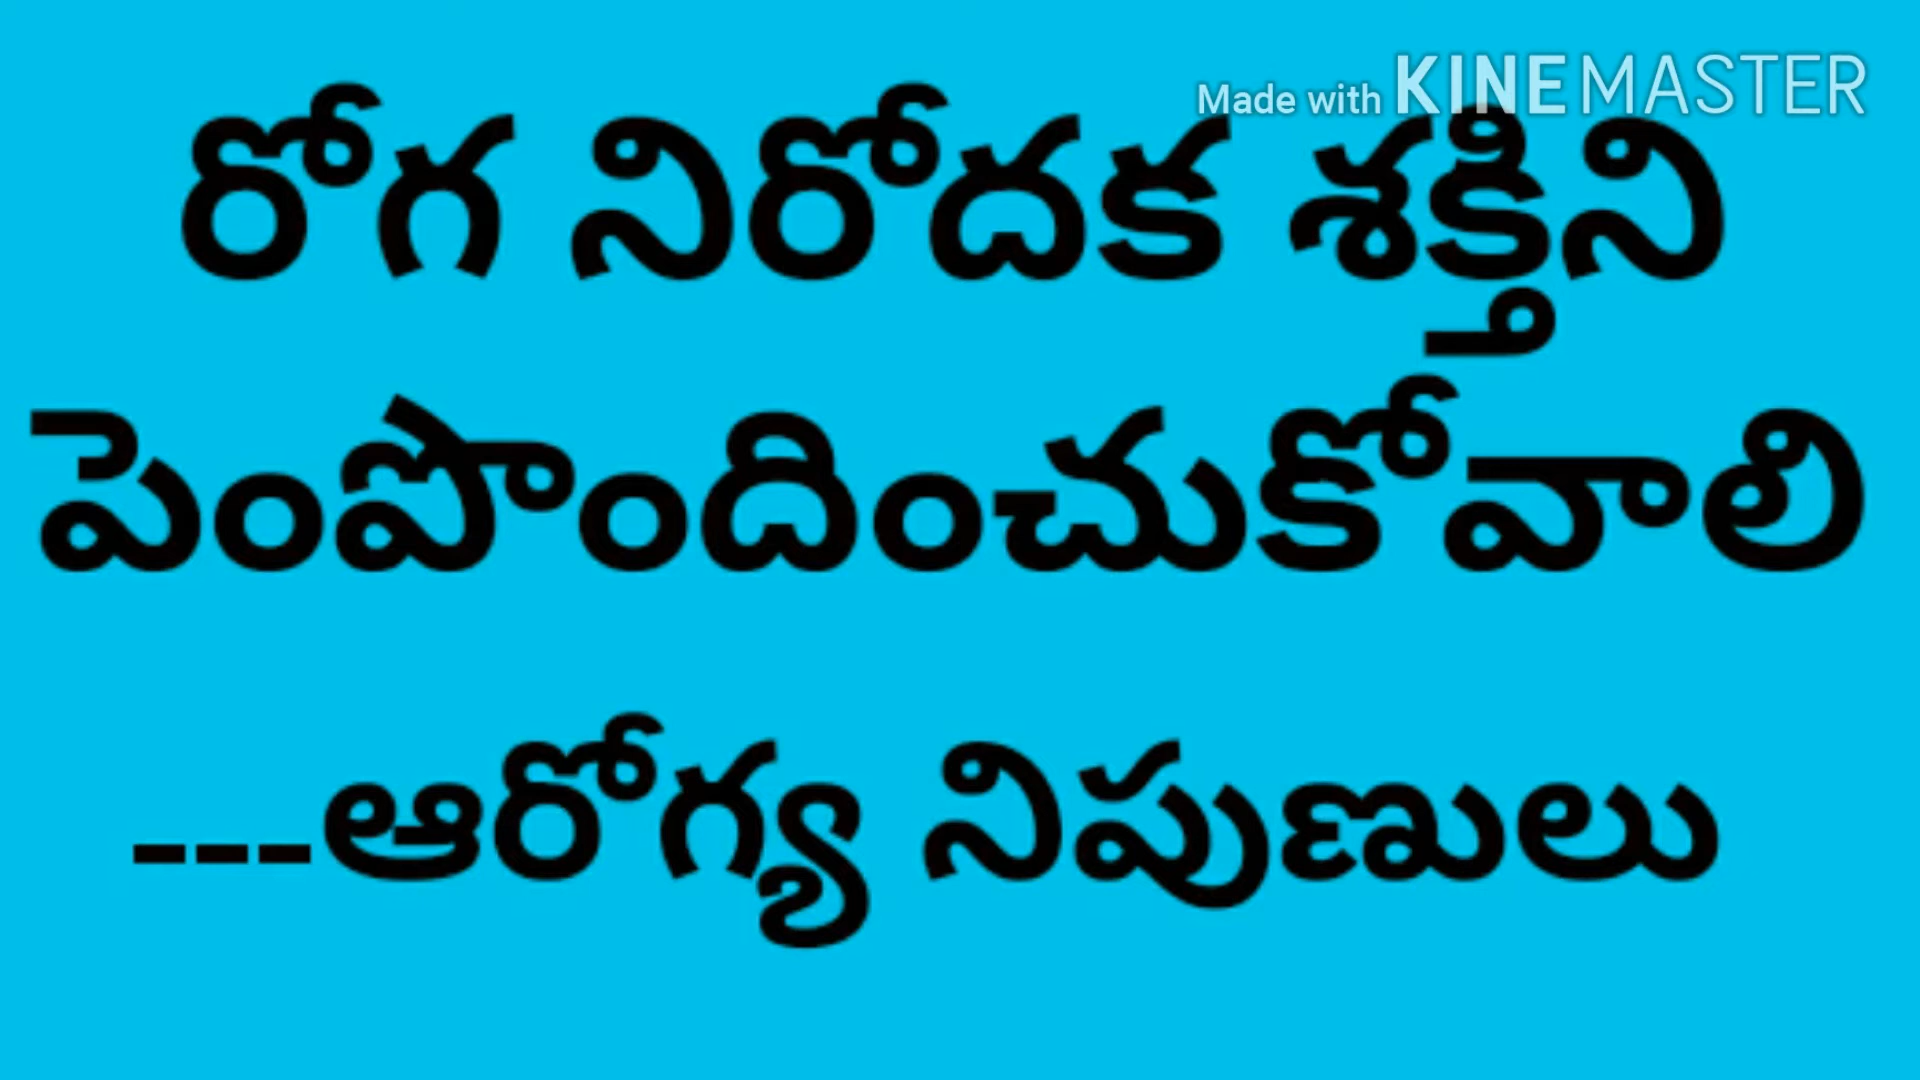 Made with KINEMASTER
రోగ నిరోదక శక్తిని
పెంపొందించుకోవాలి
---ఆరోగ్య నిపుణులు